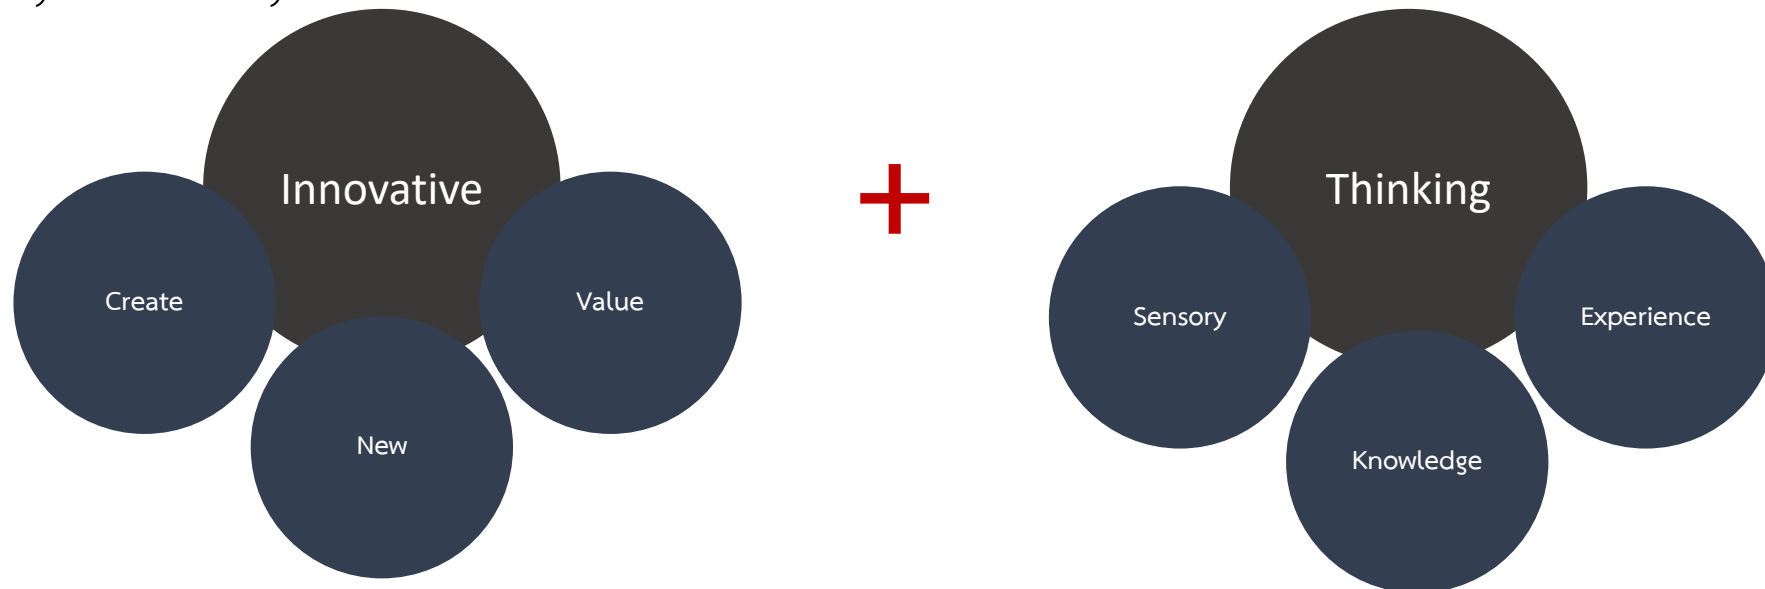 Innovative
Create
Value
New
+
Thinking
Sensory
Experience
Knowledge